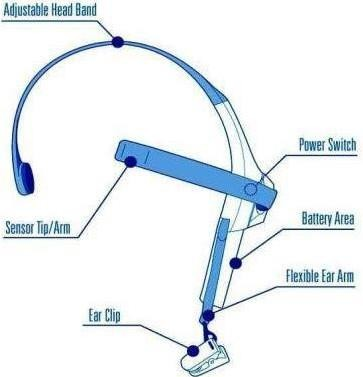 Adjustable Head Band
Power Switch
Sensor Tip/Arm
Battery Area
Flexible Ear Arm
Ear Clip